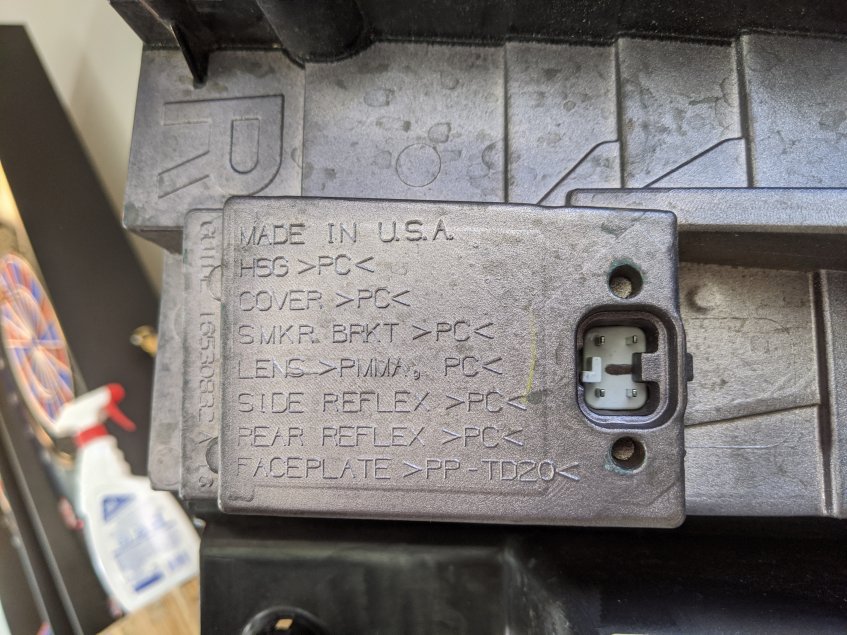 R
MADE IN U.S.A.
HSG >PC<
COVER >PC<
SMKR BRKT >PC<
LENS >PMMA, PC<
SIDE REFLEX >PC<
REAR REFLEX >PC<
FACEPLATE >PP-TD20<